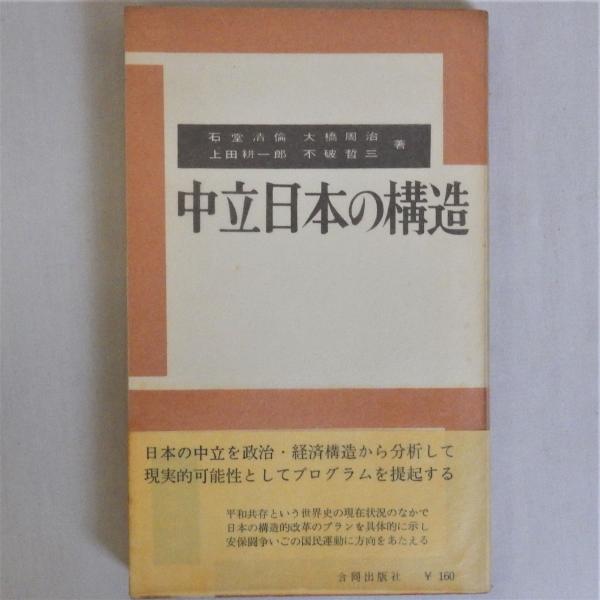 石堂清倫 大橋周治
上田耕一郎 不破哲三 著
中立日本の構造
日本の中立を政治・経済構造から分析して
現実的可能性としてプログラムを提起する
平和共存という世界史の現在状況のなかで
日本の構造的改革のプランを具体的に示し
安保闘争いごの国民運動に方向をあたえる
合同出版社 ¥ 160